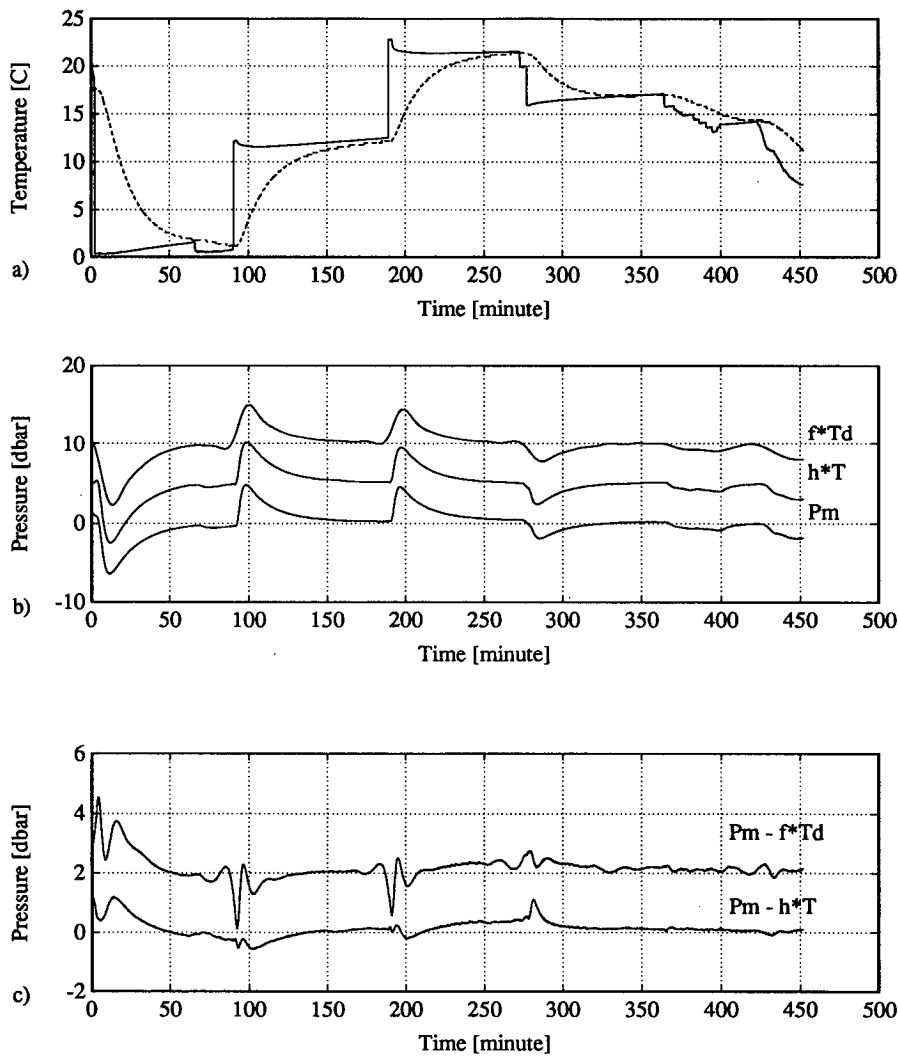 25
20
15
10
5
0
Temperature [C]
a)
0 50 100 150 200 250 300 350 400 450 500
Time [minute]
20
10
0
-10
Pressure [dbar]
f*Td
h*T
Pm
b)
0 50 100 150 200 250 300 350 400 450 500
Time [minute]
6
4
2
0
-2
Pressure [dbar]
Pm - f*Td
Pm - h*T
c)
0 50 100 150 200 250 300 350 400 450 500
Time [minute]